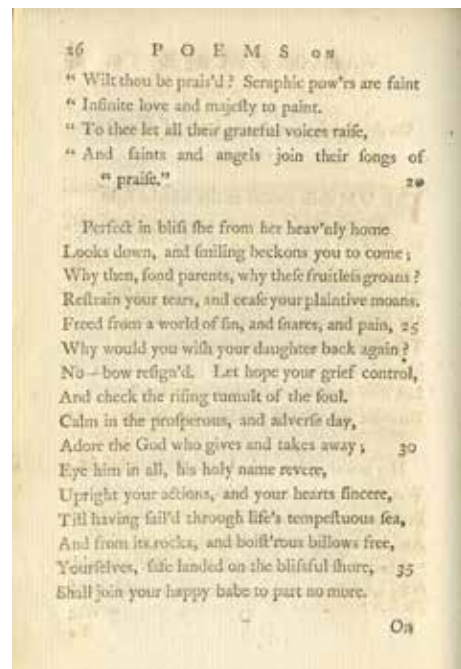 26 POEMS on
“ Wilt thou be prais'd ? Seraphic pow'rs are faint
“ Infinite love and majeſty to paint.
“ To thee let all their grateful voices raiſe,
“ And ſaints and angels join their ſongs of
“ praiſe.” 20
Perfect in bliſs ſhe from her heav'nly home
Looks down, and ſmiling beckons you to come ;
Why then, fond parents, why theſe fruitleſs groans ?
Reſtrain your tears, and ceaſe your plaintive moans.
Freed from a world of ſin, and ſnares, and pain, 25
Why would you wiſh your daughter back again ?
No—bow reſign'd. Let hope your grief control,
And check the riſing tumult of the ſoul.
Calm in the proſperous, and adverſe day,
Adore the God who gives and takes away ; 30
Eye him in all, his holy name revere,
Upright your actions, and your hearts ſincere,
Till having ſail'd through life's tempeſtuous ſea,
And from its rocks, and boiſt'rous billows free,
Yourſelves, ſafe landed on the bliſsful ſhore, 35
Shall join your happy babe to part no more.
On